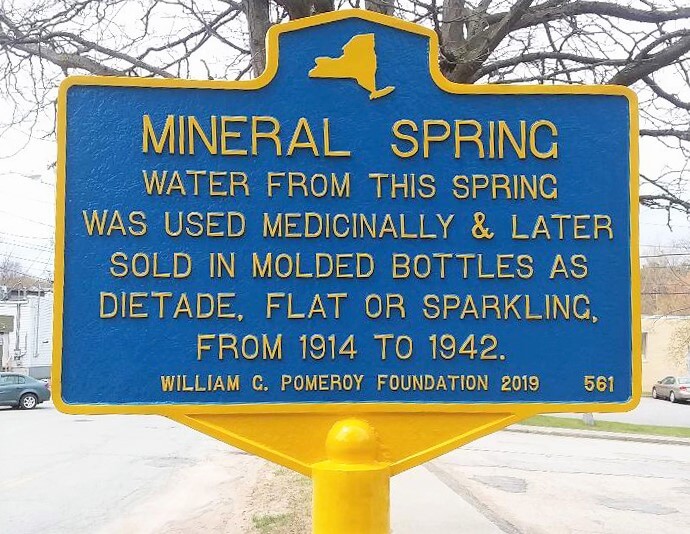 MINERAL SPRING
WATER FROM THIS SPRING
WAS USED MEDICINALLY & LATER
SOLD IN MOLDED BOTTLES AS
DIETADE, FLAT OR SPARKLING,
FROM 1914 TO 1942.
WILLIAM G. POMEROY FOUNDATION 2019 561